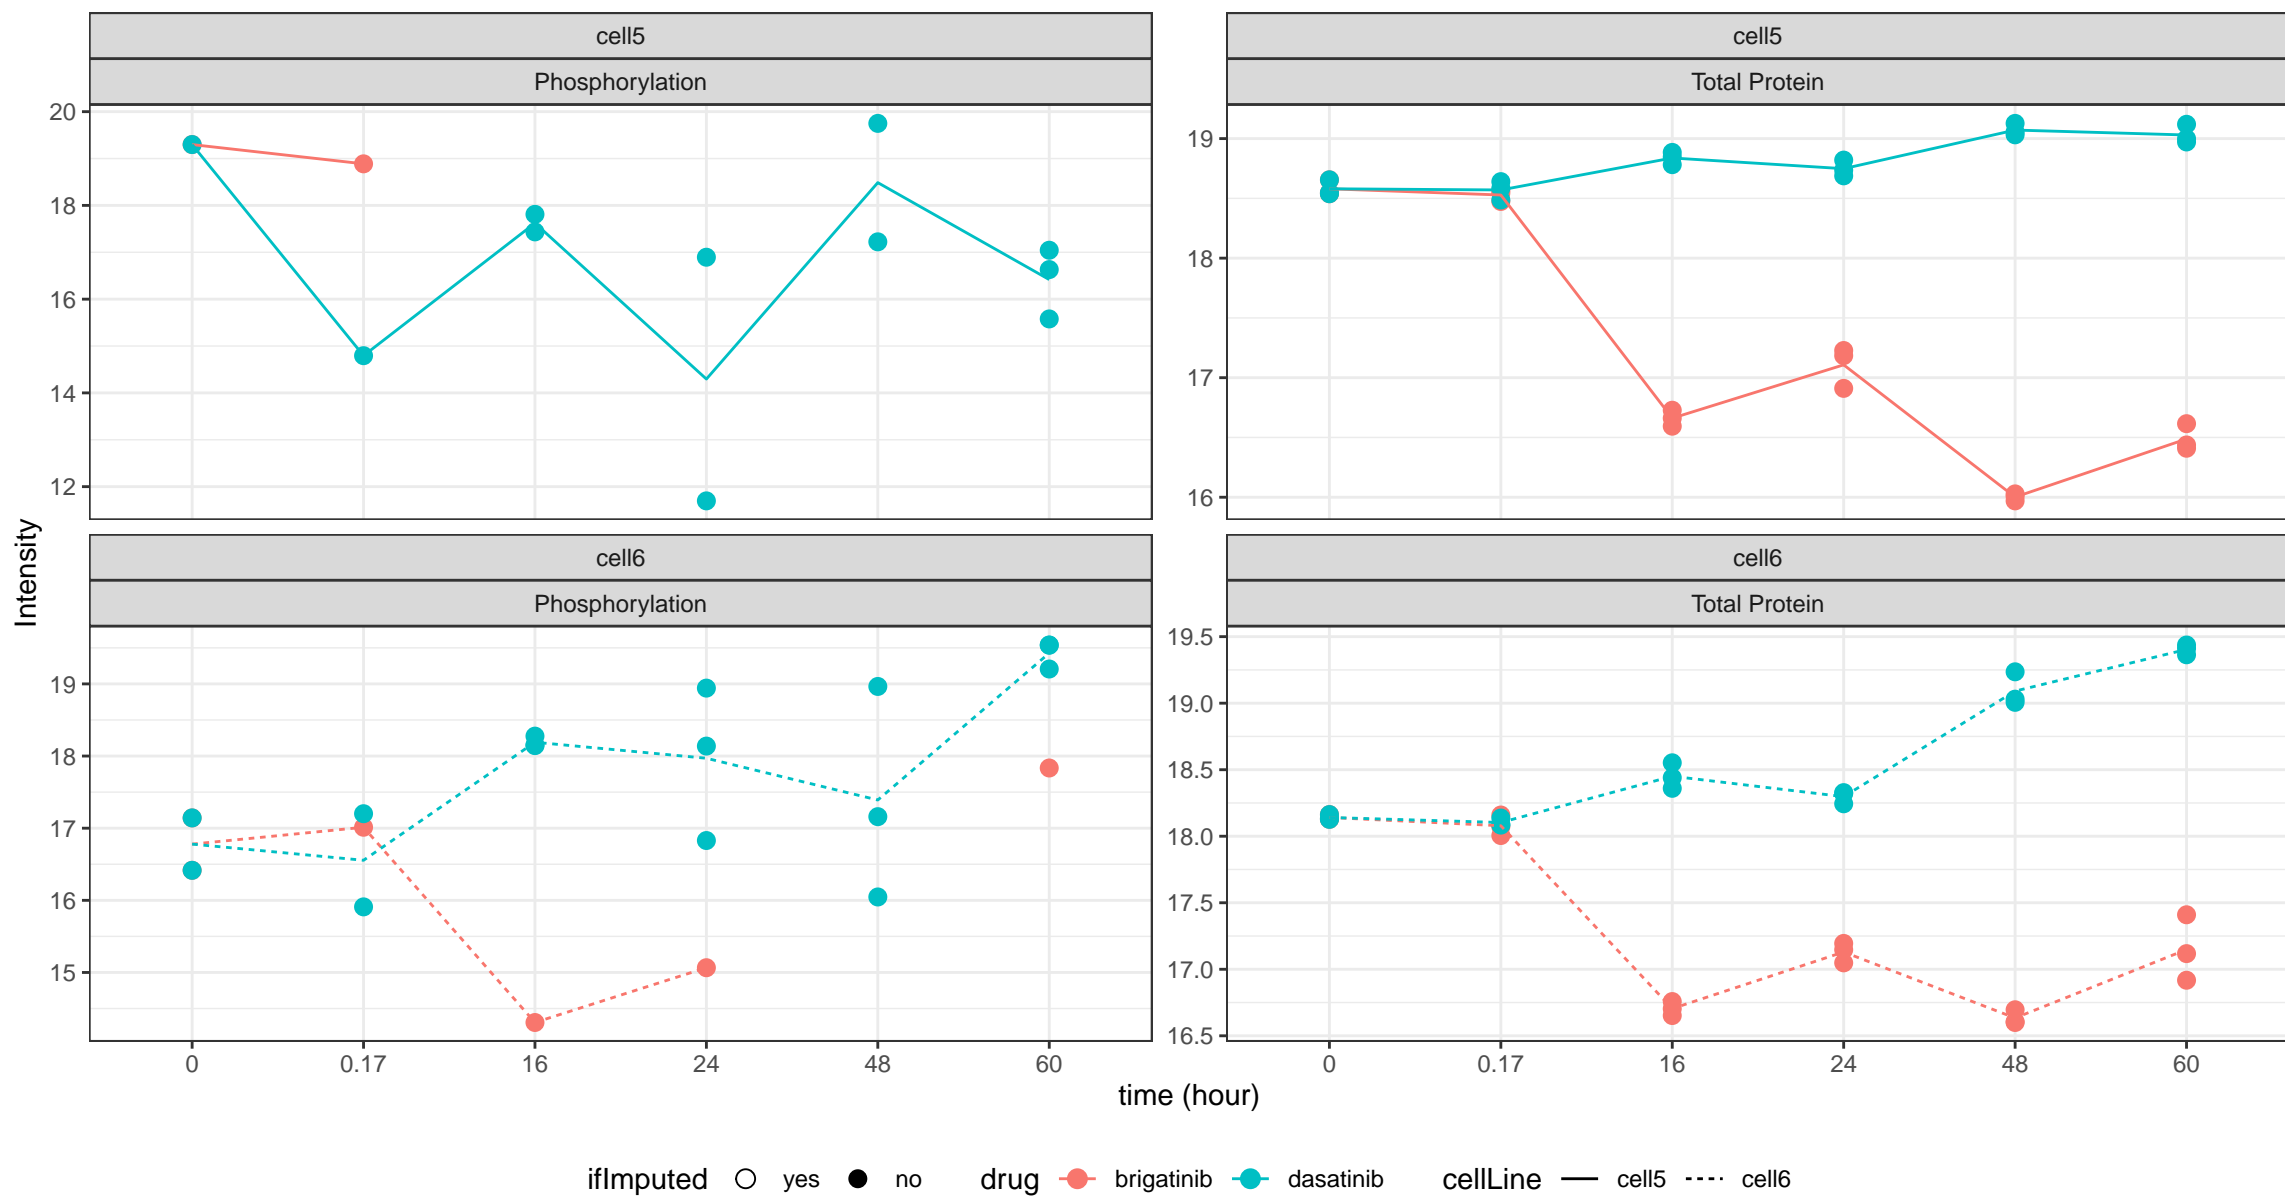 cell5
Phosphorylation
cell5
Total Protein
20
18
16
14
12
19
18
17
16
Intensity
cell6
Phosphorylation
cell6
Total Protein
19
18
17
16
15
19.5
19.0
18.5
18.0
17.5
17.0
16.5
0 0.17 16 24 48 60
0 0.17 16 24 48 60
time (hour)
ifImputed yes no drug brigatinib dasatinib cellLine cell5 cell6